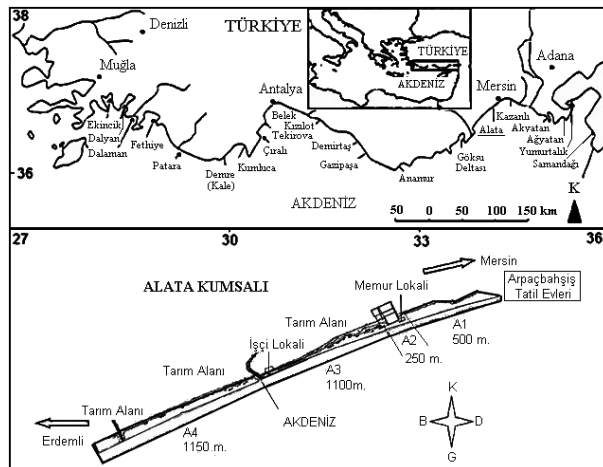 38
Denizli
TÜRKİYE
Muğla
TÜRKİYE
AKDENİZ
Adana
Antalya
Mersin
Ekincik
Dalyan
Dalaman
Fethiye
Patara
Demre
(Kale)
Kumluca
Çıralı
Tekirova
Kızılot
Belek
Demirtaş
Gazipaşa
Anamur
Göksu
Deltası
Alata
Kazanlı
Akyatan
Ağyatan
Yumurtalık
Samandağı
36
AKDENİZ
K
50 0 50 100 150 km
27
30
33
36
ALATA KUMSALI
Mersin
Memur Lokali
Arpaçbahşiş
Tatil Evleri
Tarım Alanı
İşçi Lokali
A1
500 m.
A2
250 m.
A3
1100m.
Tarım Alanı
AKDENİZ
Tarım Alanı
A4
1150 m.
Erdemli
K
B D
G